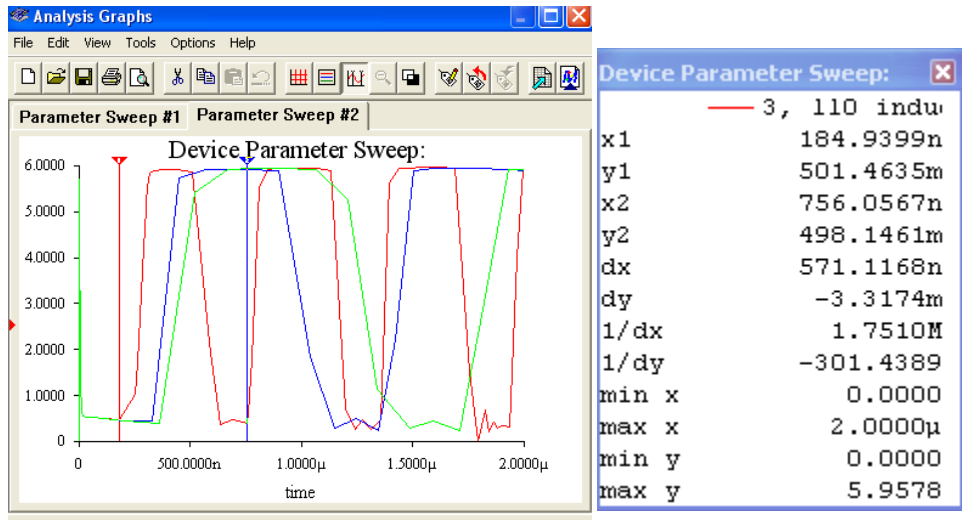 Analysis Graphs
File Edit View Tools Options Help
Parameter Sweep #1 Parameter Sweep #2
Device Parameter Sweep:
6.0000
5.0000
4.0000
3.0000
2.0000
1.0000
0
0 500.0000n 1.0000µ 1.5000µ 2.0000µ
time
Device Parameter Sweep:
3, 110 indu
x1 184.9399n
y1 501.4635m
x2 756.0567n
y2 498.1461m
dx 571.1168n
dy -3.3174m
1/dx 1.7510M
1/dy -301.4389
min x 0.0000
max x 2.0000µ
min y 0.0000
max y 5.9578